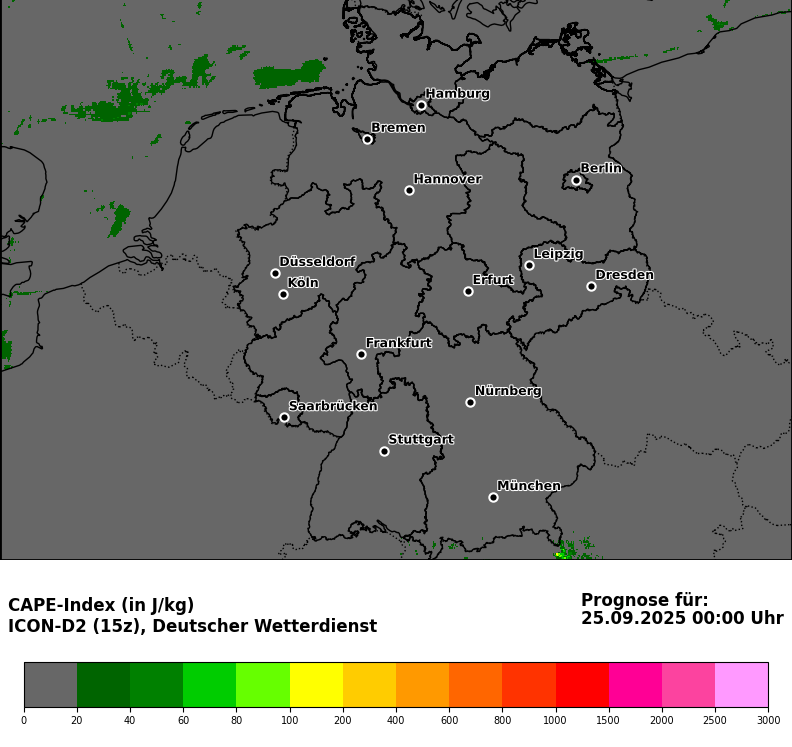 Hamburg
Bremen
Berlin
Hannover
Leipzig
Düsseldorf
Dresden
Köln
Erfurt
Frankfurt
Nürnberg
Saarbrücken
Stuttgart
München
CAPE-Index (in J/kg)
ICON-D2 (15z), Deutscher Wetterdienst
Prognose für:
25.09.2025 00:00 Uhr
0 20 40 60 80 100 200 400 600 800 1000 1500 2000 2500 3000